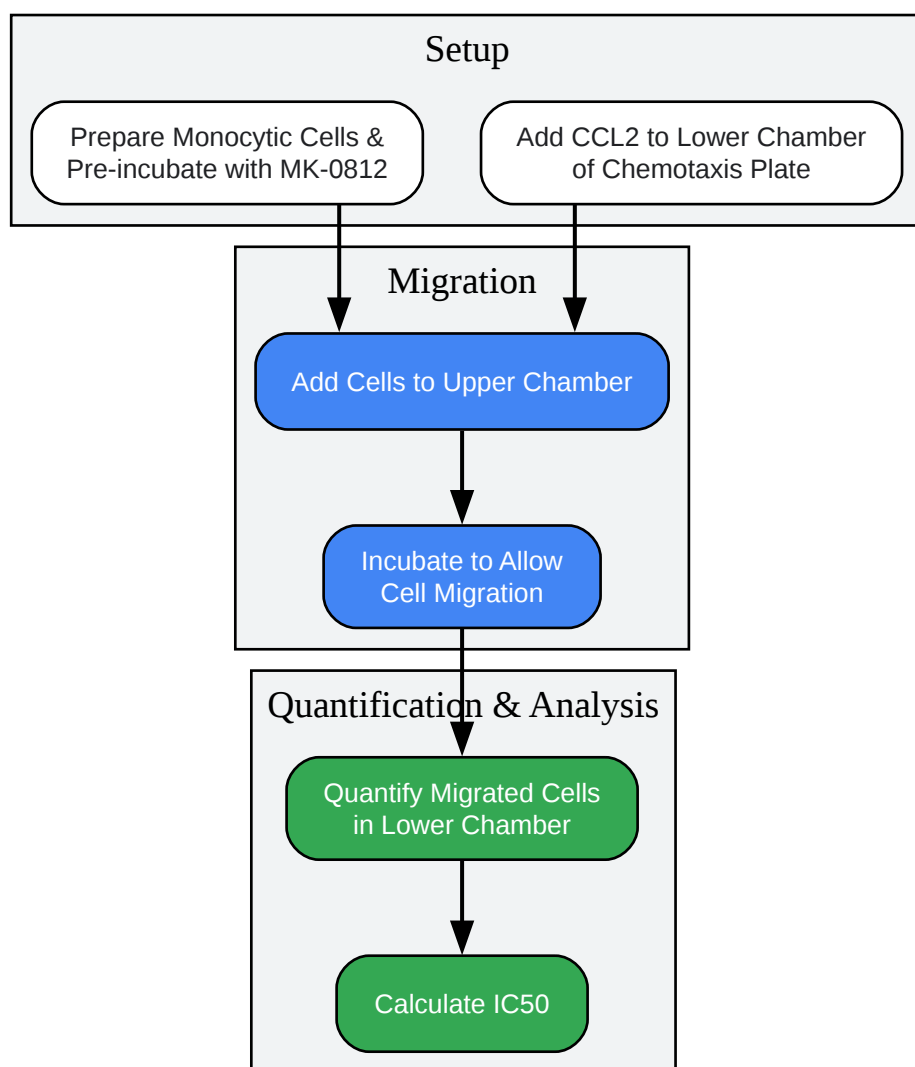 Setup
Prepare Monocytic Cells &
Pre-incubate with MK-0812
Add CCL2 to Lower Chamber
of Chemotaxis Plate
Migration
Add Cells to Upper Chamber
Incubate to Allow
Cell Migration
Quantification & Analysis
Quantify Migrated Cells
in Lower Chamber
Calculate IC50